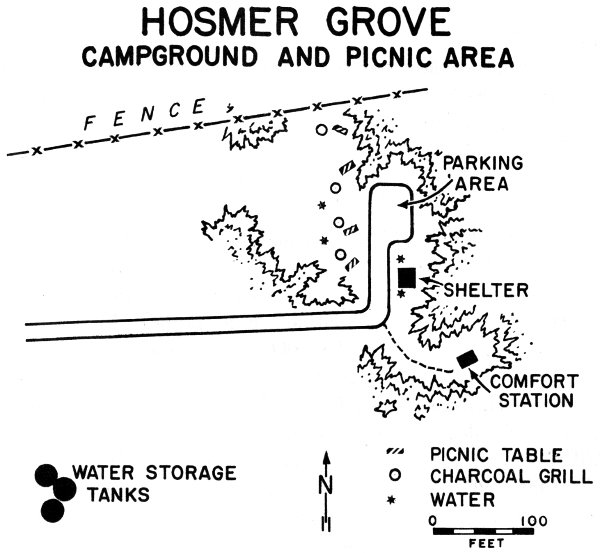 HOSMER GROVE
CAMPGROUND AND PICNIC AREA
FENCE
PARKING
AREA
SHELTER
COMFORT
STATION
WATER STORAGE
TANKS
N
PICNIC TABLE
CHARCOAL GRILL
WATER
0 100
FEET